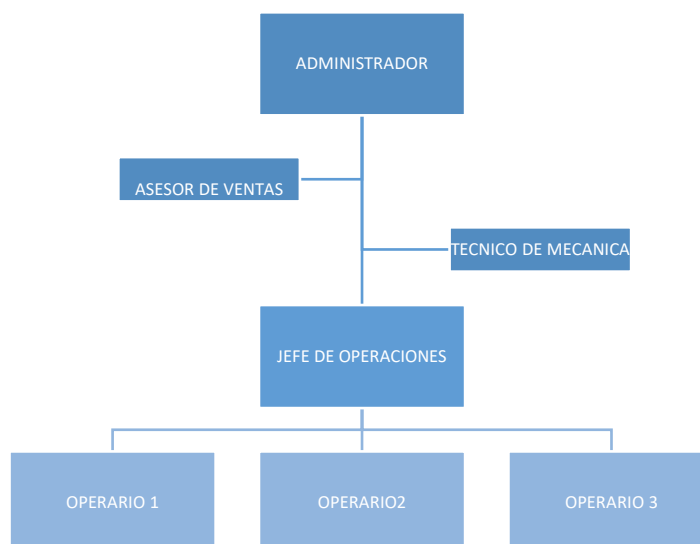 ADMINISTRADOR
ASESOR DE VENTAS
TECNICO DE MECANICA
JEFE DE OPERACIONES
OPERARIO 1
OPERARIO2
OPERARIO 3